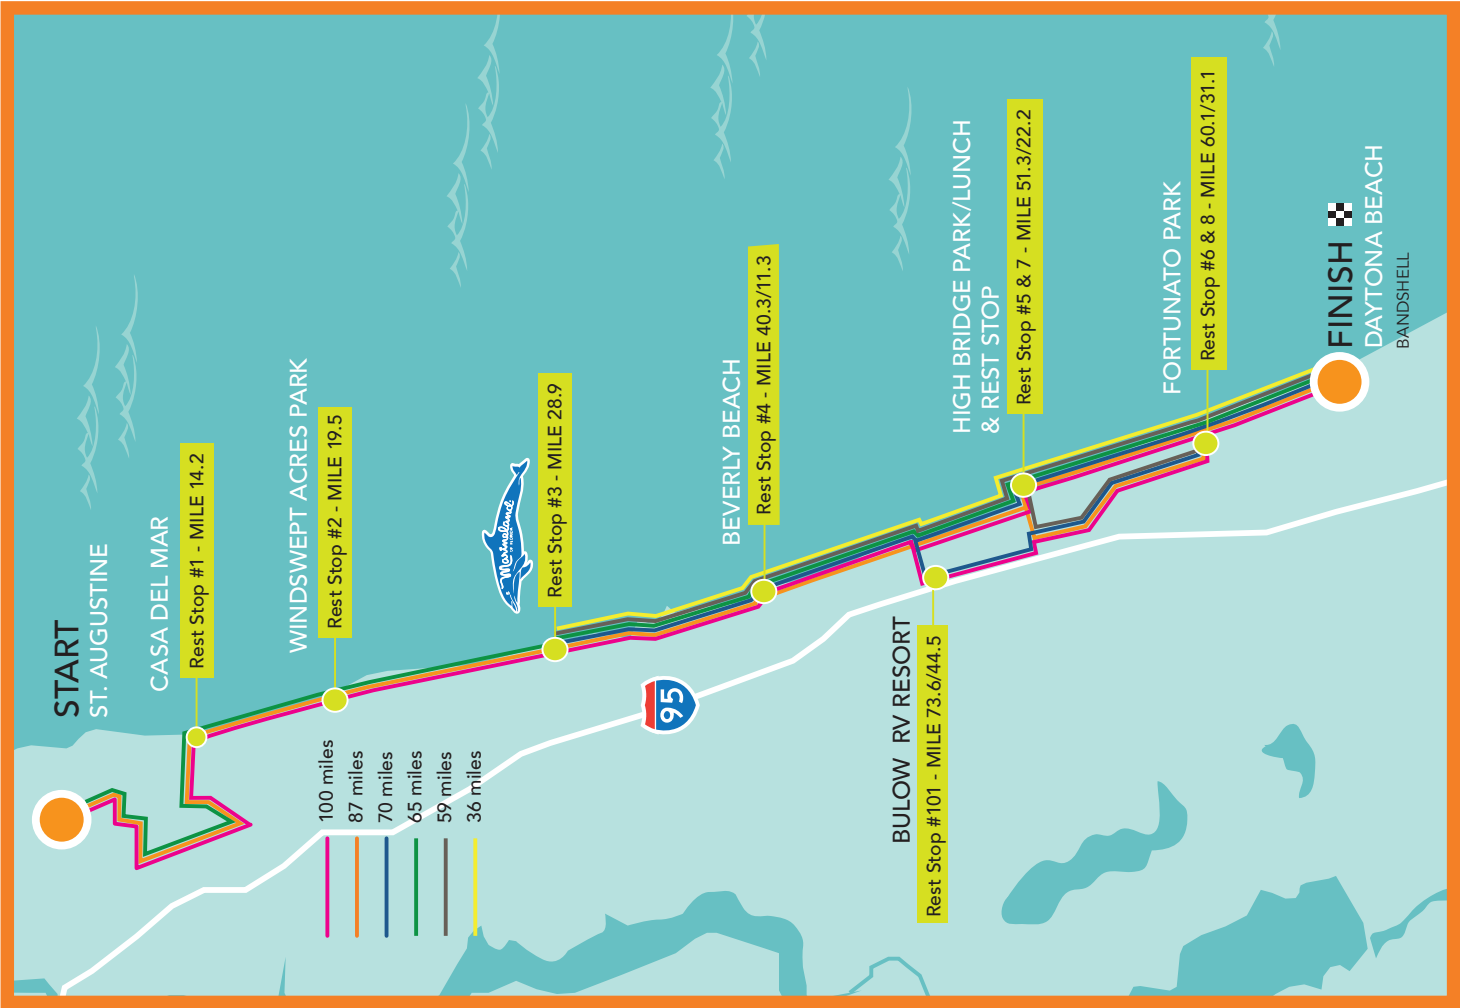 START
ST. AUGUSTINE
CASA DEL MAR
Rest Stop #1 - MILE 14.2
WINDSWEPT ACRES PARK
Rest Stop #2 - MILE 19.5
Marineland
OF FLORIDA
Rest Stop #3 - MILE 28.9
BEVERLY BEACH
Rest Stop #4 - MILE 40.3/11.3
HIGH BRIDGE PARK/LUNCH
& REST STOP
Rest Stop #5 & 7 - MILE 51.3/22.2
FORTUNATO PARK
Rest Stop #6 & 8 - MILE 60.1/31.1
FINISH
DAYTONA BEACH
BANDSHELL
95
BULOW RV RESORT
Rest Stop #101 - MILE 73.6/44.5
100 miles
87 miles
70 miles
65 miles
59 miles
36 miles